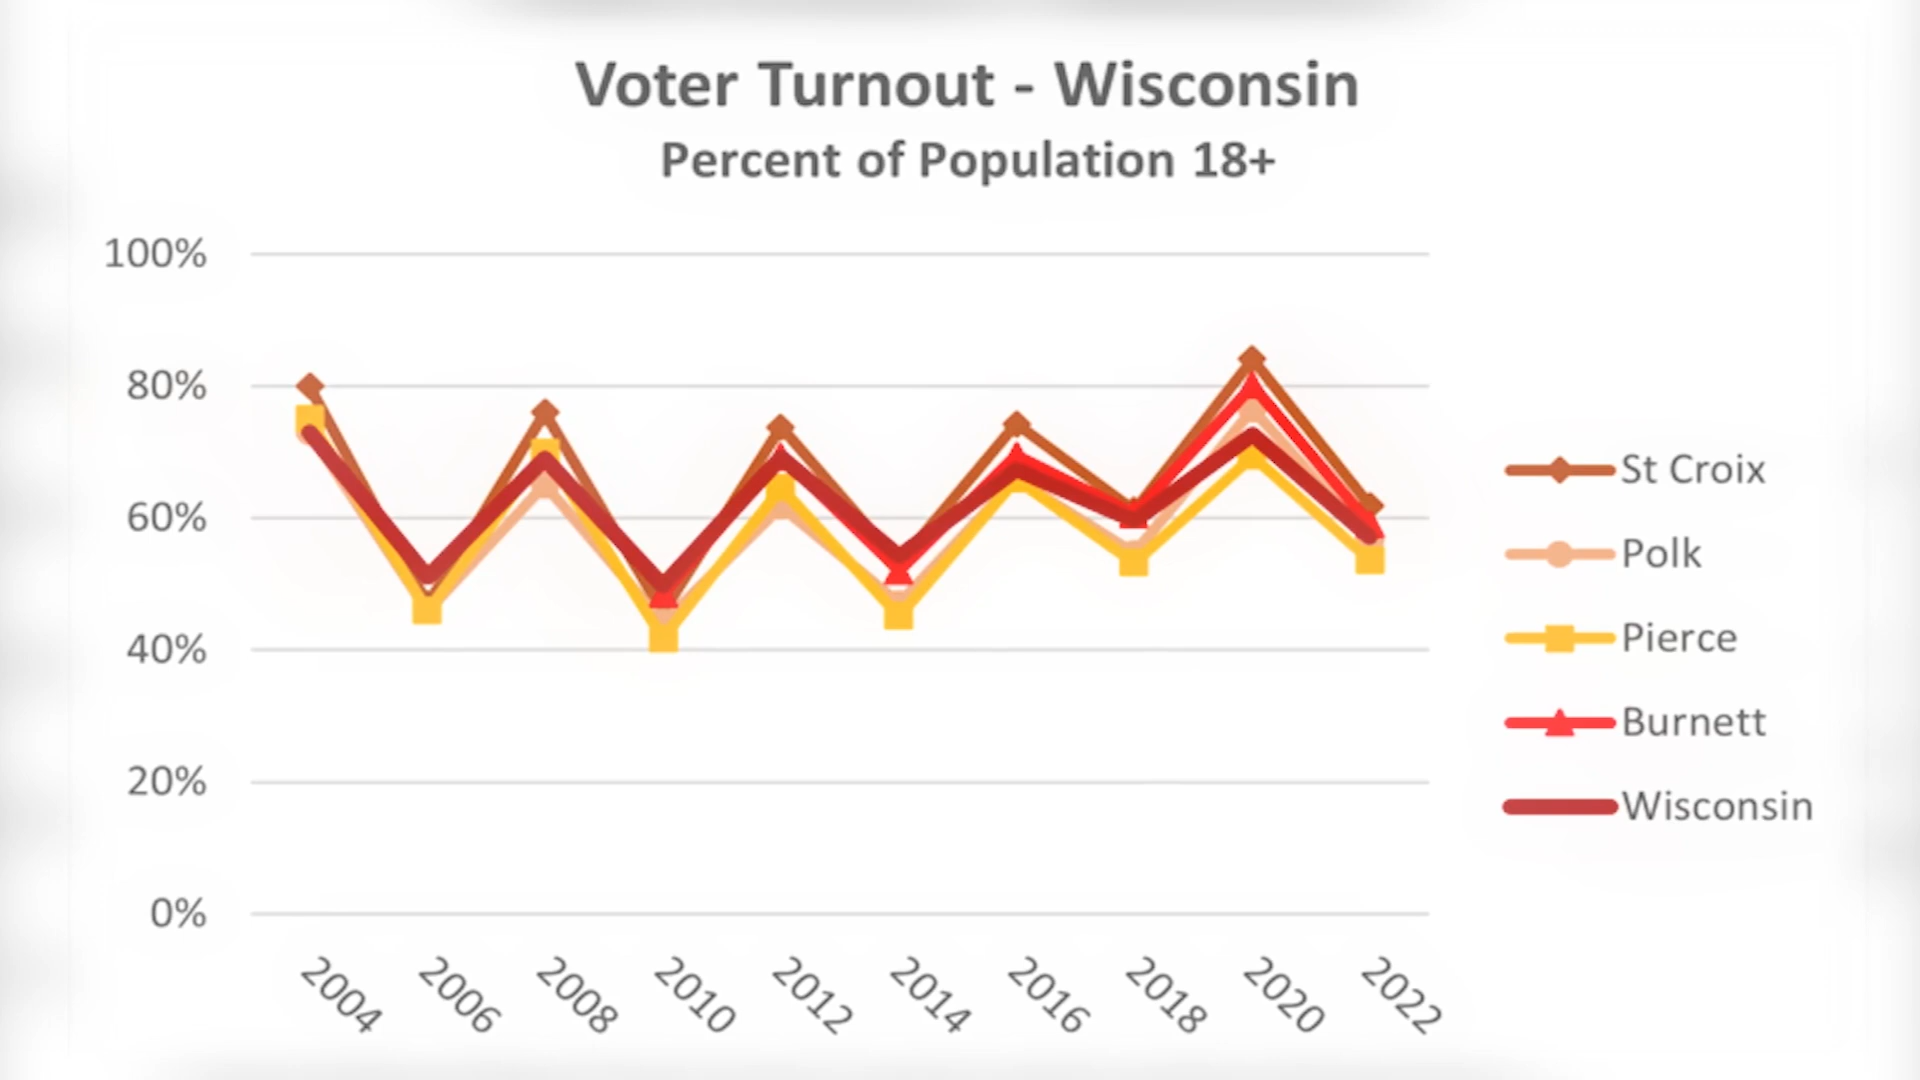 Voter Turnout - Wisconsin
Percent of Population 18+
100%
80%
60%
40%
20%
0%
2004
2006
2008
2010
2012
2014
2016
2018
2020
2022
St Croix
Polk
Pierce
Burnett
Wisconsin